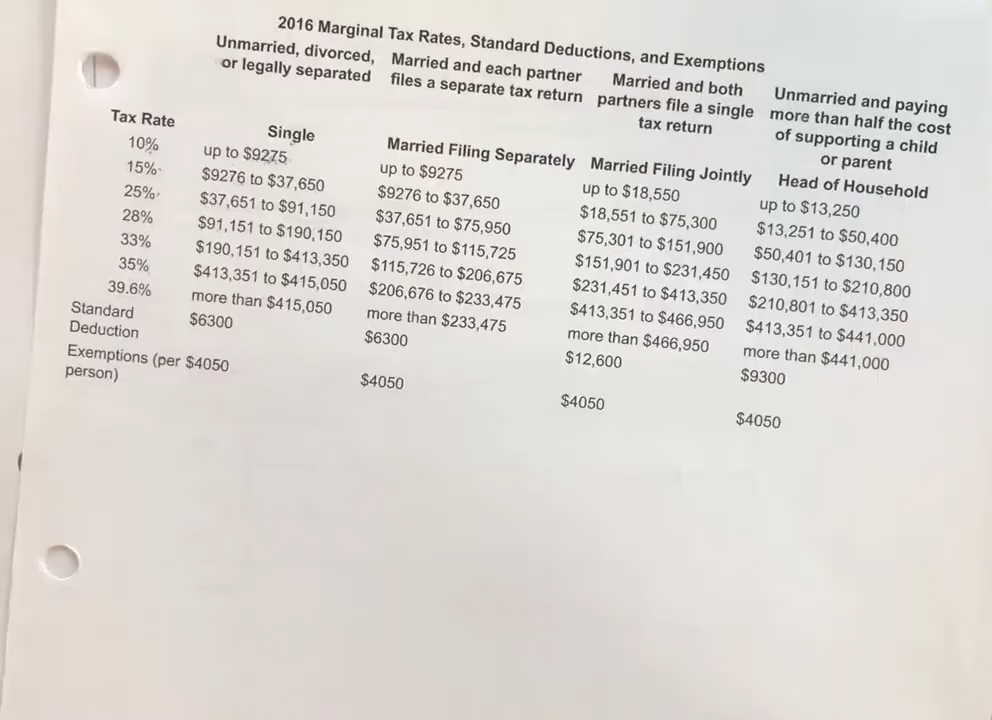 2016 Marginal Tax Rates, Standard Deductions, and Exemptions
Unmarried, divorced, or legally separated
Married and each partner files a separate tax return
Married and both partners file a single tax return
Unmarried and paying more than half the cost of supporting a child or parent
Tax Rate Single Married Filing Separately Married Filing Jointly Head of Household
10% up to $9275 up to $9275 up to $18,550 up to $13,250
15% $9276 to $37,650 $9276 to $37,650 $18,551 to $75,300 $13,251 to $50,400
25% $37,651 to $91,150 $37,651 to $75,950 $75,301 to $151,900 $50,401 to $130,150
28% $91,151 to $190,150 $75,951 to $115,725 $151,901 to $231,450 $130,151 to $210,800
33% $190,151 to $413,350 $115,726 to $206,675 $231,451 to $413,350 $210,801 to $413,350
35% $413,351 to $415,050 $206,676 to $233,475 $413,351 to $466,950 $413,351 to $441,000
39.6% more than $415,050 more than $233,475 more than $466,950 more than $441,000
Standard Deduction $6300 $6300 $12,600 $9300
Exemptions (per person) $4050 $4050 $4050 $4050